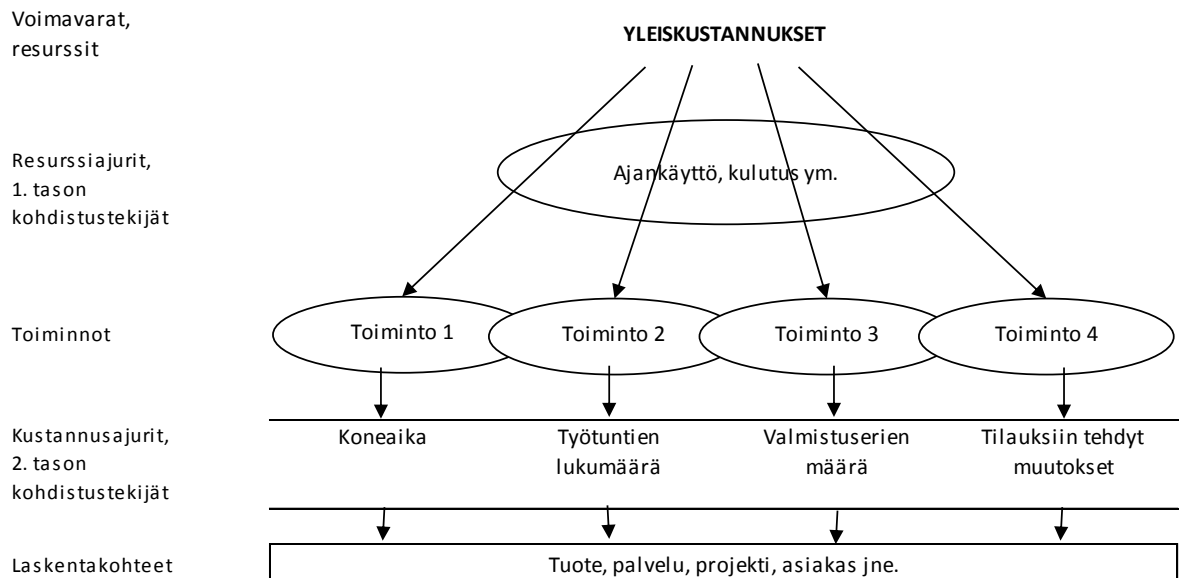 Voimavarat,
resurssit
YLEISKUSTANNUKSET
Resurssiajurit,
1. tason
kohdistustekijät
Ajankäyttö, kulutus ym.
Toiminnot
Toiminto 1
Toiminto 2
Toiminto 3
Toiminto 4
Kustannusajurit,
2. tason
kohdistustekijät
Koneaika
Työtuntien
lukumäärä
Valmistuserien
määrä
Tilauksiin tehdyt
muutokset
Laskentakohteet
Tuote, palvelu, projekti, asiakas jne.